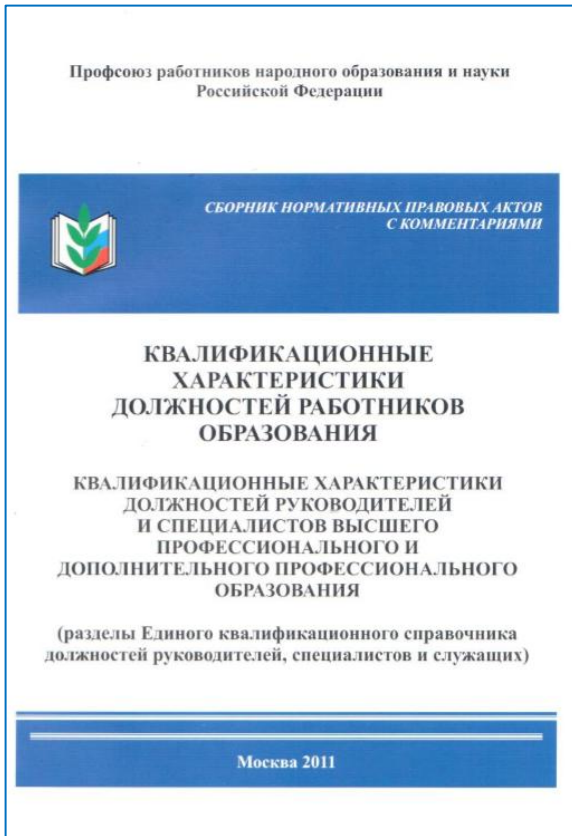 Профсоюз работников народного образования и науки
Российской Федерации
СБОРНИК НОРМАТИВНЫХ ПРАВОВЫХ АКТОВ
С КОММЕНТАРИЯМИ
КВАЛИФИКАЦИОННЫЕ
ХАРАКТЕРИСТИКИ
ДОЛЖНОСТЕЙ РАБОТНИКОВ
ОБРАЗОВАНИЯ
КВАЛИФИКАЦИОННЫЕ ХАРАКТЕРИСТИКИ
ДОЛЖНОСТЕЙ РУКОВОДИТЕЛЕЙ
И СПЕЦИАЛИСТОВ ВЫСШЕГО
ПРОФЕССИОНАЛЬНОГО И
ДОПОЛНИТЕЛЬНОГО ПРОФЕССИОНАЛЬНОГО
ОБРАЗОВАНИЯ
(разделы Единого квалификационного справочника
должностей руководителей, специалистов и служащих)
Москва 2011